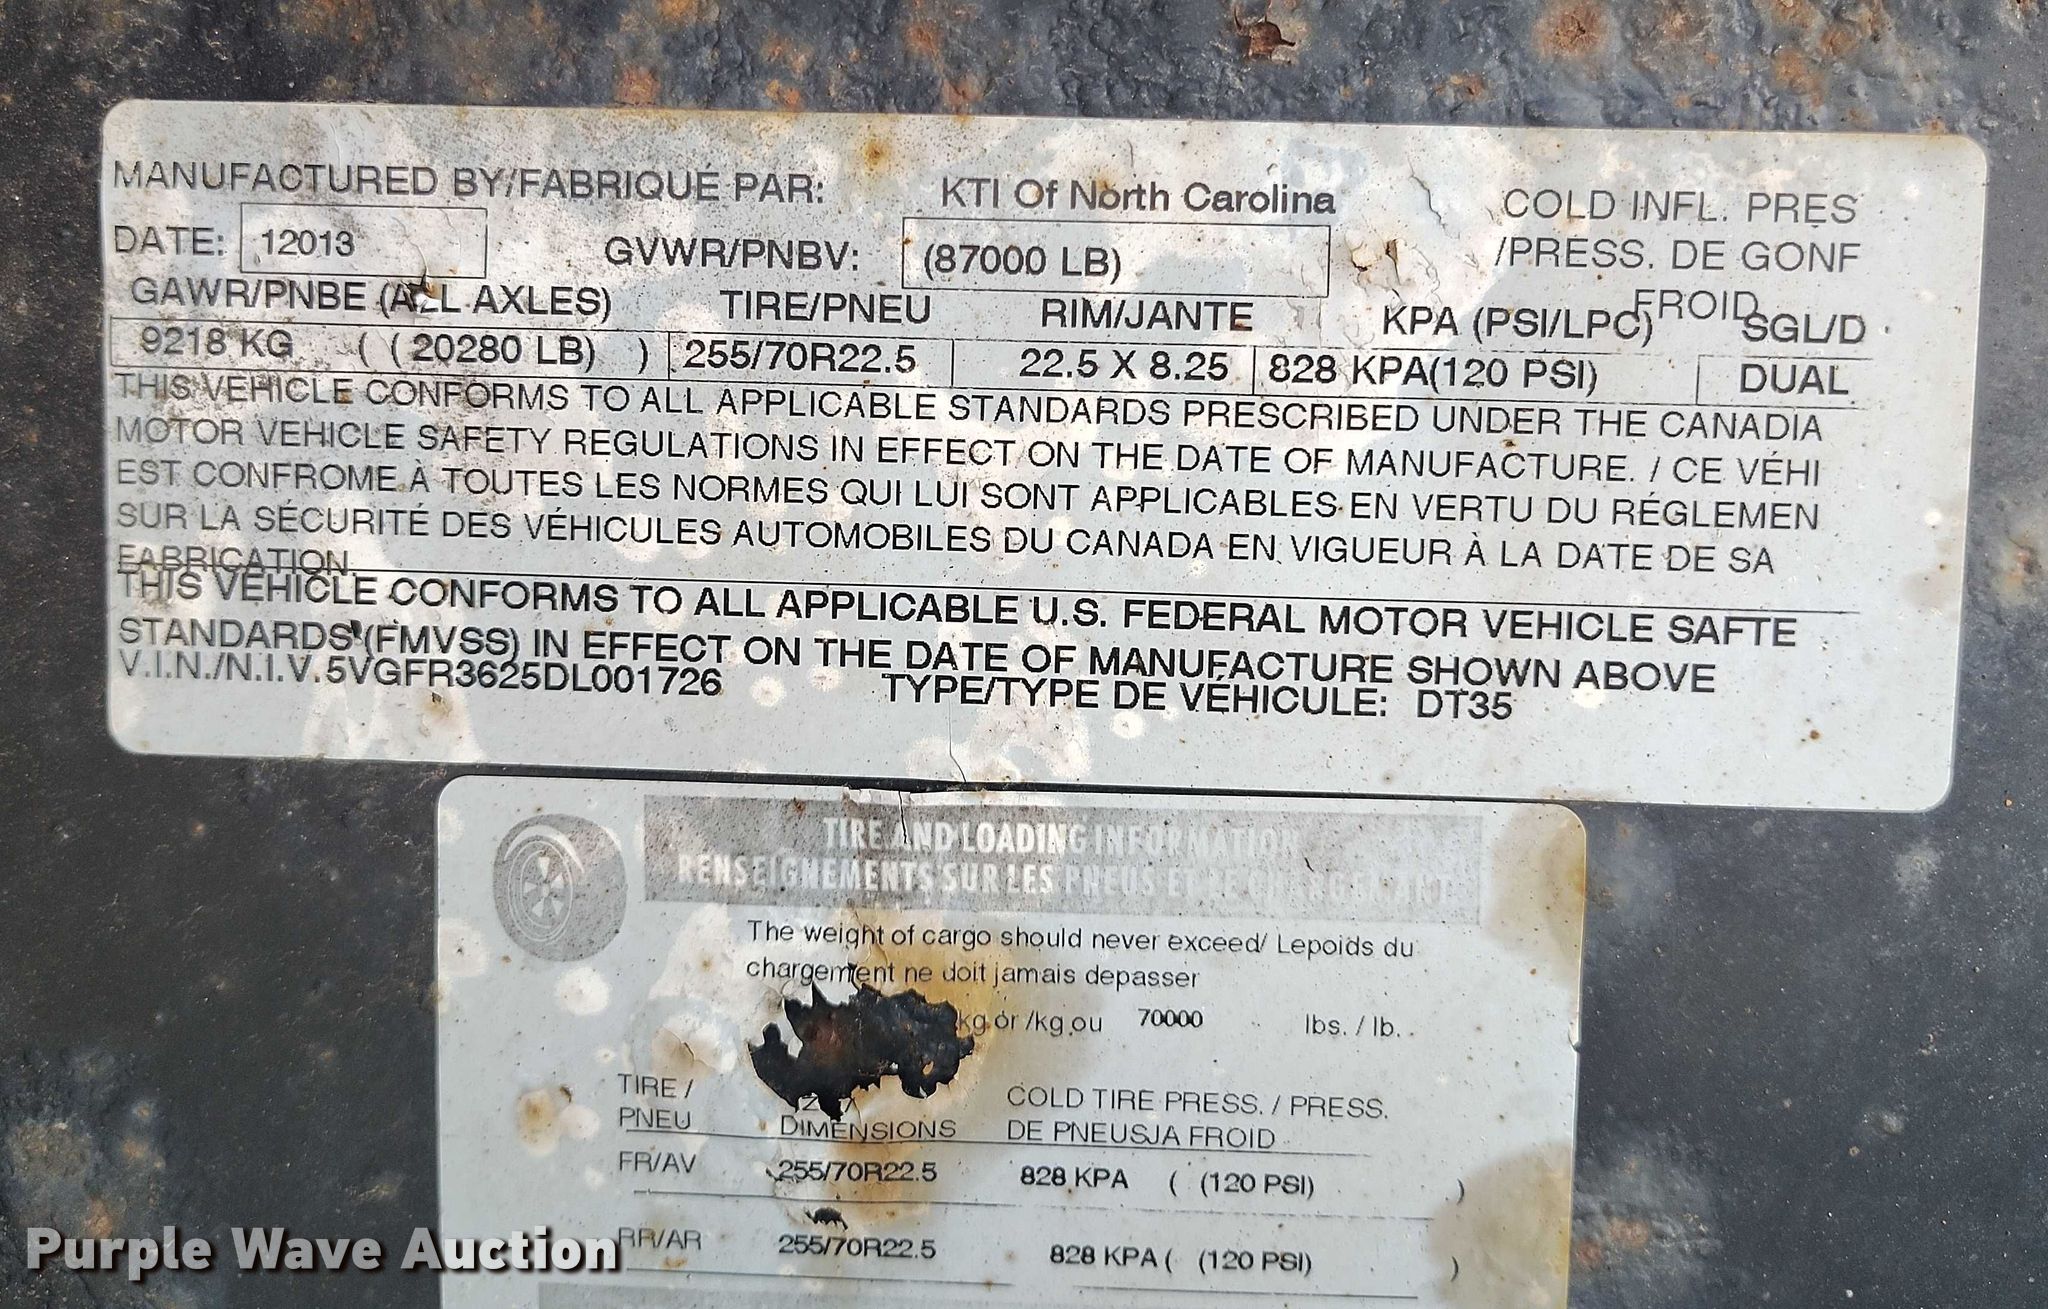 MANUFACTURED BY/FABRIQUÉ PAR: KTI Of North Carolina COLD INFL. PRES
DATE: 12013 GVWR/PNBV: (87000 LB) /PRESS. DE GONF
GAWR/PNBE (ALL AXLES) TIRE/PNEU RIM/JANTE KPA (PSI/LPC) FROID SGL/D
9218 KG ( (20280 LB) ) 255/70R22.5 22.5 X 8.25 828 KPA(120 PSI) DUAL
THIS VEHICLE CONFORMS TO ALL APPLICABLE STANDARDS PRESCRIBED UNDER THE CANADIA
MOTOR VEHICLE SAFETY REGULATIONS IN EFFECT ON THE DATE OF MANUFACTURE. / CE VÉHI
EST CONFROME À TOUTES LES NORMES QUI LUI SONT APPLICABLES EN VERTU DU RÉGLEMEN
SUR LA SÉCURITÉ DES VÉHICULES AUTOMOBILES DU CANADA EN VIGUEUR À LA DATE DE SA
FABRICATION.
THIS VEHICLE CONFORMS TO ALL APPLICABLE U.S. FEDERAL MOTOR VEHICLE SAFTE
STANDARDS (FMVSS) IN EFFECT ON THE DATE OF MANUFACTURE SHOWN ABOVE
V.I.N./N.I.V. 5VGFR3625DL001726 TYPE/TYPE DE VÉHICULE: DT35
TIRE AND LOADING INFORMATION
RENSEIGNEMENTS SUR LES PNEUS ET LE CHARGEMENT
The weight of cargo should never exceed/ Lepoids du
chargement ne doit jamais depasser
kg or /kg ou 70000 lbs. / lb.
TIRE / COLD TIRE PRESS. / PRESS.
PNEU DIMENSIONS DE PNEUSJA FROID
FR/AV 255/70R22.5 828 KPA ( (120 PSI) )
RR/AR 255/70R22.5 828 KPA ( (120 PSI) )
Purple Wave Auction